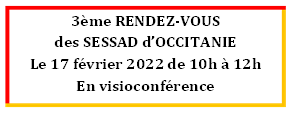 3ème RENDEZ-VOUS
des SESSAD d’OCCITANIE
Le 17 février 2022 de 10h à 12h
En visioconférence